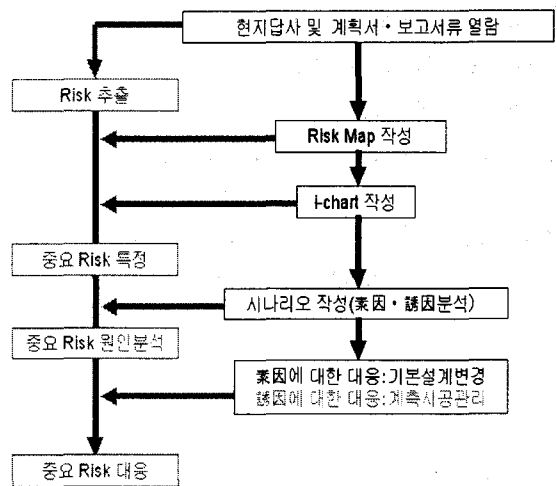 현지답사 및 계획서・보고서류 열람
Risk 추출
Risk Map 작성
i-chart 작성
중요 Risk 특정
시나리오 작성(素因・誘因분석)
중요 Risk 원인분석
素因에 대한 대응:기본설계변경
誘因에 대한 대응:계측시공관리
중요 Risk 대응